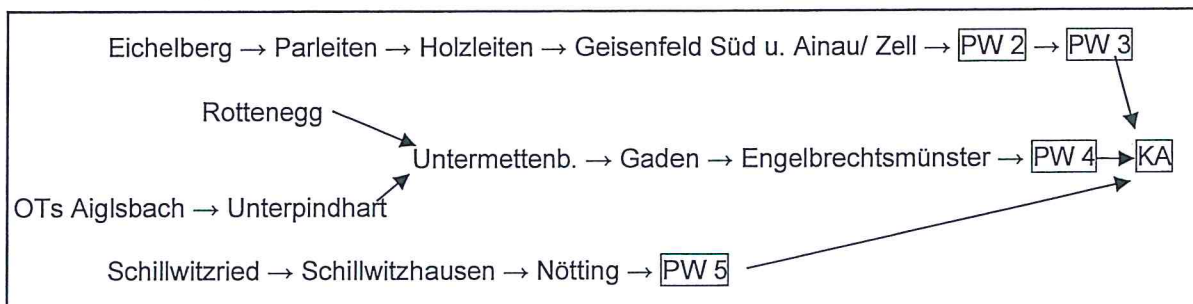 Eichelberg → Parleiten → Holzleiten → Geisenfeld Süd u. Ainau/ Zell → PW 2 → PW 3
Rottenegg
Untermettenb. → Gaden → Engelbrechtsmünster → PW 4 → KA
OTs Aiglsbach → Unterpindhart
Schillwitzried → Schillwitzhausen → Nötting → PW 5